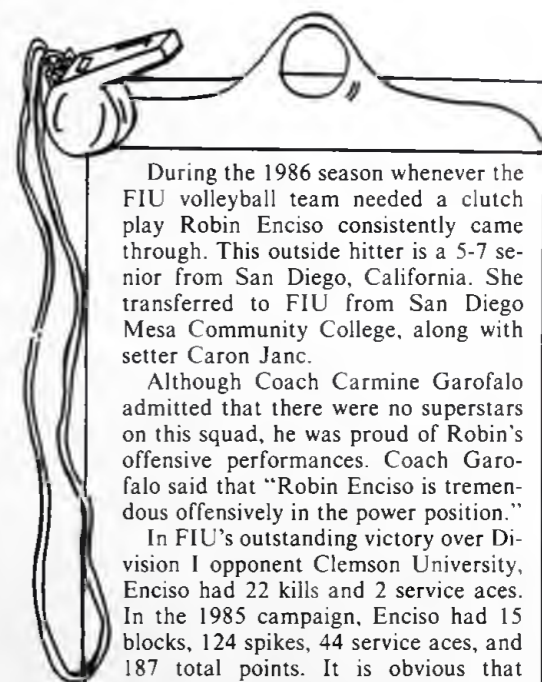 During the 1986 season whenever the
FIU volleyball team needed a clutch
play Robin Enciso consistently came
through. This outside hitter is a 5-7 se-
nior from San Diego, California. She
transferred to FIU from San Diego
Mesa Community College, along with
setter Caron Janc.
Although Coach Carmine Garofalo
admitted that there were no superstars
on this squad, he was proud of Robin's
offensive performances. Coach Garo-
falo said that "Robin Enciso is tremen-
dous offensively in the power position."
In FIU's outstanding victory over Di-
vision I opponent Clemson University,
Enciso had 22 kills and 2 service aces.
In the 1985 campaign, Enciso had 15
blocks, 124 spikes, 44 service aces, and
187 total points. It is obvious that